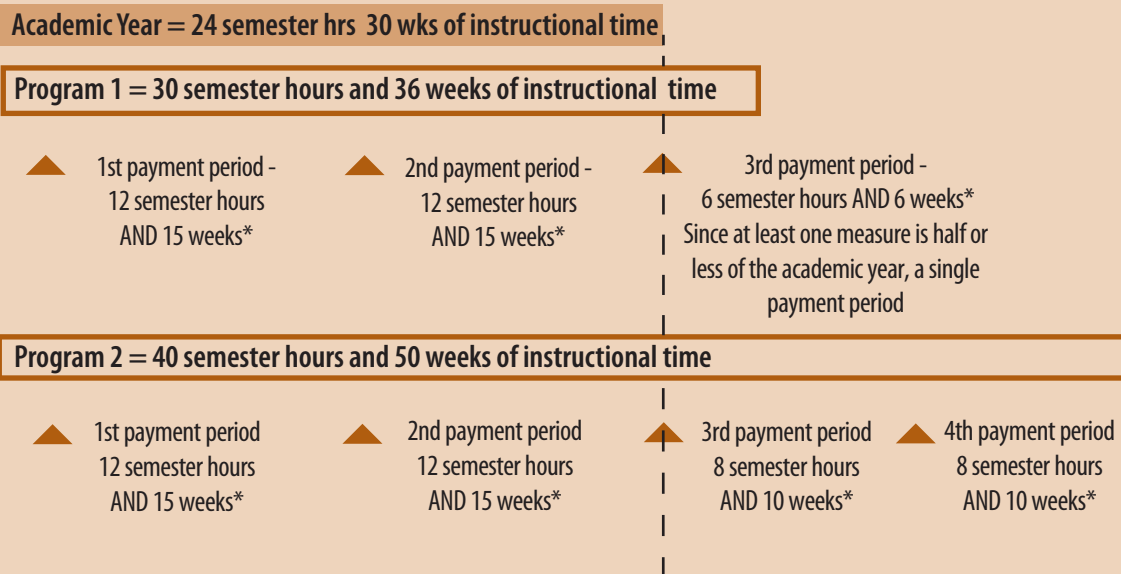 Academic Year = 24 semester hrs 30 wks of instructional time
Program 1 = 30 semester hours and 36 weeks of instructional time
1st payment period -
12 semester hours
AND 15 weeks*
2nd payment period -
12 semester hours
AND 15 weeks*
3rd payment period -
6 semester hours AND 6 weeks*
Since at least one measure is half or
less of the academic year, a single
payment period
Program 2 = 40 semester hours and 50 weeks of instructional time
1st payment period
12 semester hours
AND 15 weeks*
2nd payment period
12 semester hours
AND 15 weeks*
3rd payment period
8 semester hours
AND 10 weeks*
4th payment period
8 semester hours
AND 10 weeks*